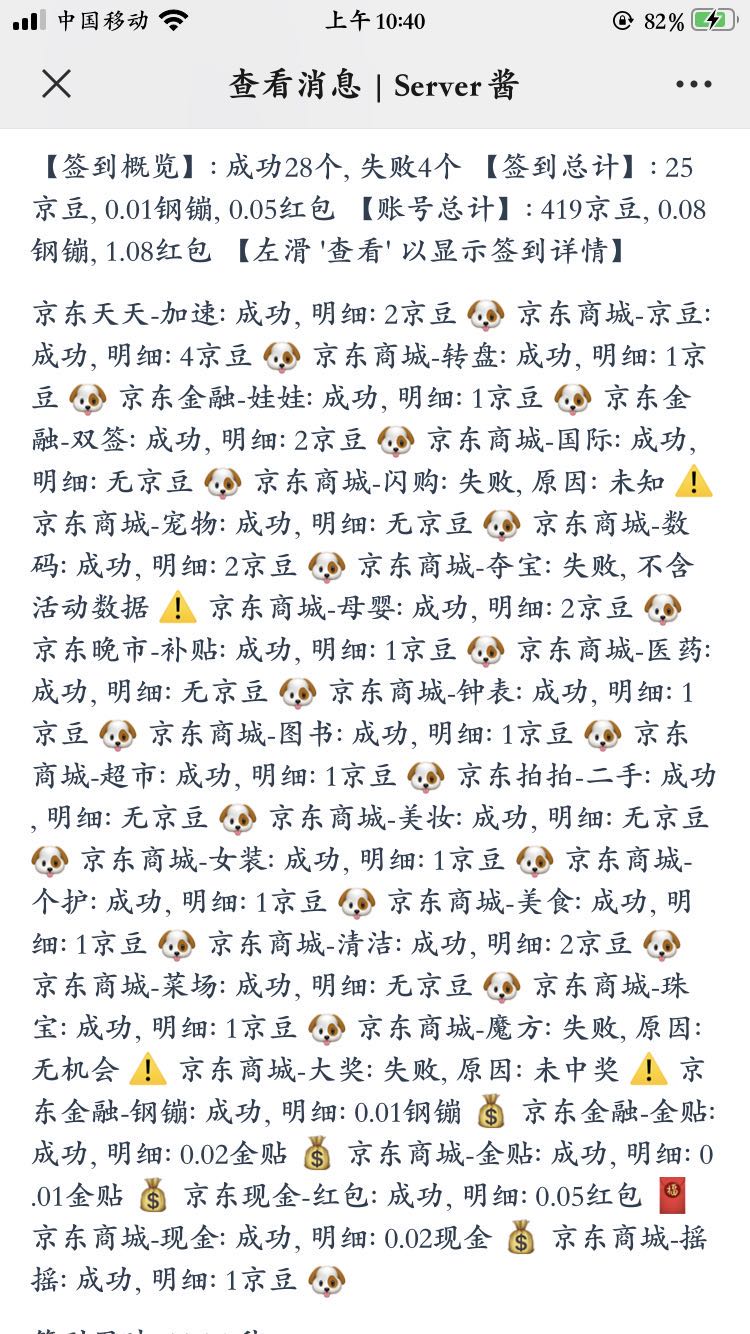 中国移动
上午10:40
82%
查看消息 | Server酱
【签到概览】: 成功28个, 失败4个 【签到总计】: 25
京豆, 0.01钢镚, 0.05红包 【账号总计】: 419京豆, 0.08
钢镚, 1.08红包 【左滑 '查看' 以显示签到详情】
京东天天-加速: 成功, 明细: 2京豆 🐶 京东商城-京豆:
成功, 明细: 4京豆 🐶 京东商城-转盘: 成功, 明细: 1京
豆 🐶 京东金融-娃娃: 成功, 明细: 1京豆 🐶 京东金
融-双签: 成功, 明细: 2京豆 🐶 京东商城-国际: 成功,
明细: 无京豆 🐶 京东商城-闪购: 失败, 原因: 未知 ⚠️
京东商城-宠物: 成功, 明细: 无京豆 🐶 京东商城-数
码: 成功, 明细: 2京豆 🐶 京东商城-夺宝: 失败, 不含
活动数据 ⚠️ 京东商城-母婴: 成功, 明细: 2京豆 🐶
京东晚市-补贴: 成功, 明细: 1京豆 🐶 京东商城-医药:
成功, 明细: 无京豆 🐶 京东商城-钟表: 成功, 明细: 1
京豆 🐶 京东商城-图书: 成功, 明细: 1京豆 🐶 京东
商城-超市: 成功, 明细: 1京豆 🐶 京东拍拍-二手: 成功
, 明细: 无京豆 🐶 京东商城-美妆: 成功, 明细: 无京豆
🐶 京东商城-女装: 成功, 明细: 1京豆 🐶 京东商城-
个护: 成功, 明细: 1京豆 🐶 京东商城-美食: 成功, 明
细: 1京豆 🐶 京东商城-清洁: 成功, 明细: 2京豆 🐶
京东商城-菜场: 成功, 明细: 无京豆 🐶 京东商城-珠
宝: 成功, 明细: 1京豆 🐶 京东商城-魔方: 失败, 原因:
无机会 ⚠️ 京东商城-大奖: 失败, 原因: 未中奖 ⚠️ 京
东金融-钢镚: 成功, 明细: 0.01钢镚 💰 京东金融-金贴:
成功, 明细: 0.02金贴 💰 京东商城-金贴: 成功, 明细: 0
.01金贴 💰 京东现金-红包: 成功, 明细: 0.05红包 🧧
京东商城-现金: 成功, 明细: 0.02现金 💰 京东商城-摇
摇: 成功, 明细: 1京豆 🐶